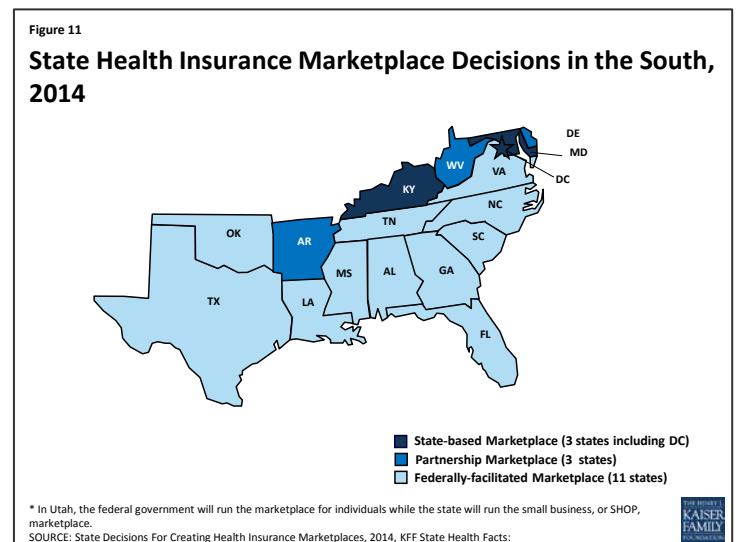 Figure 11
State Health Insurance Marketplace Decisions in the South,
2014
DE
MD
WV
VA
DC
KY
NC
TN
OK
AR
SC
MS
AL
GA
TX
LA
FL
State-based Marketplace (3 states including DC)
Partnership Marketplace (3 states)
Federally-facilitated Marketplace (11 states)
* In Utah, the federal government will run the marketplace for individuals while the state will run the small business, or SHOP,
marketplace.
SOURCE: State Decisions For Creating Health Insurance Marketplaces, 2014, KFF State Health Facts:
THE HENRY J.
KAISER
FAMILY
FOUNDATION